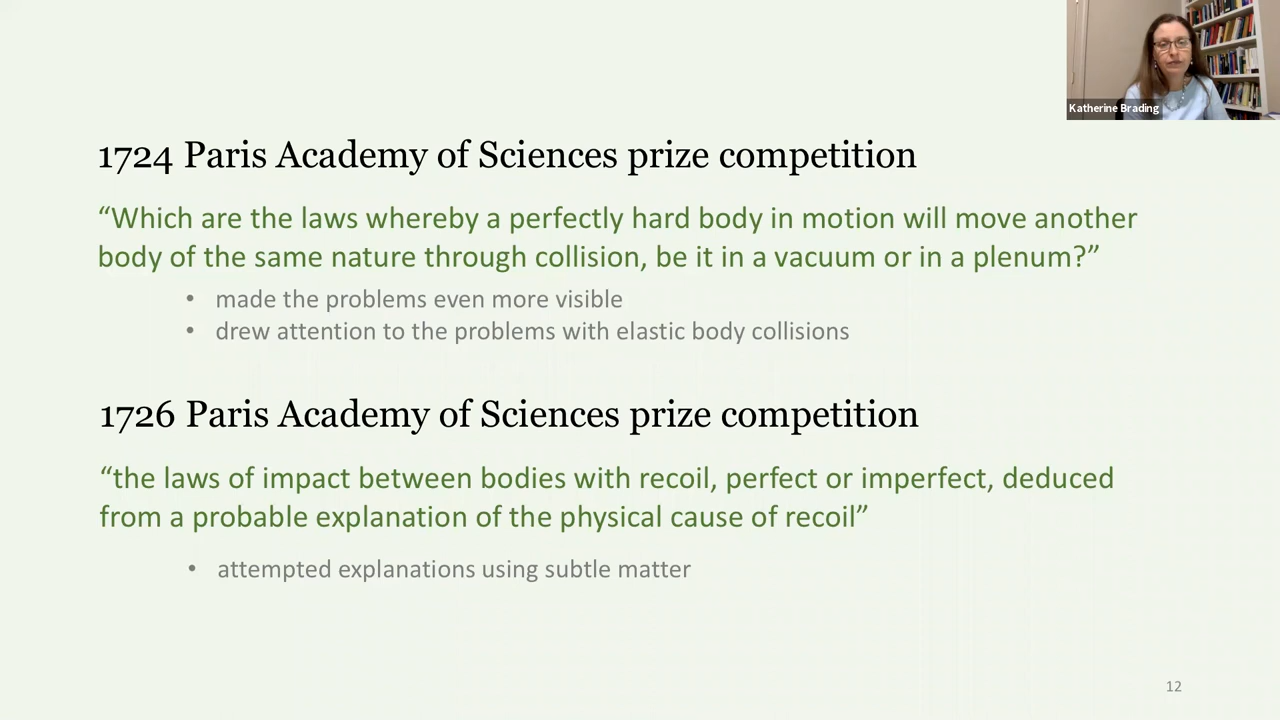 Katherine Brading
1724 Paris Academy of Sciences prize competition
“Which are the laws whereby a perfectly hard body in motion will move another
body of the same nature through collision, be it in a vacuum or in a plenum?”
• made the problems even more visible
• drew attention to the problems with elastic body collisions
1726 Paris Academy of Sciences prize competition
“the laws of impact between bodies with recoil, perfect or imperfect, deduced
from a probable explanation of the physical cause of recoil”
• attempted explanations using subtle matter
12